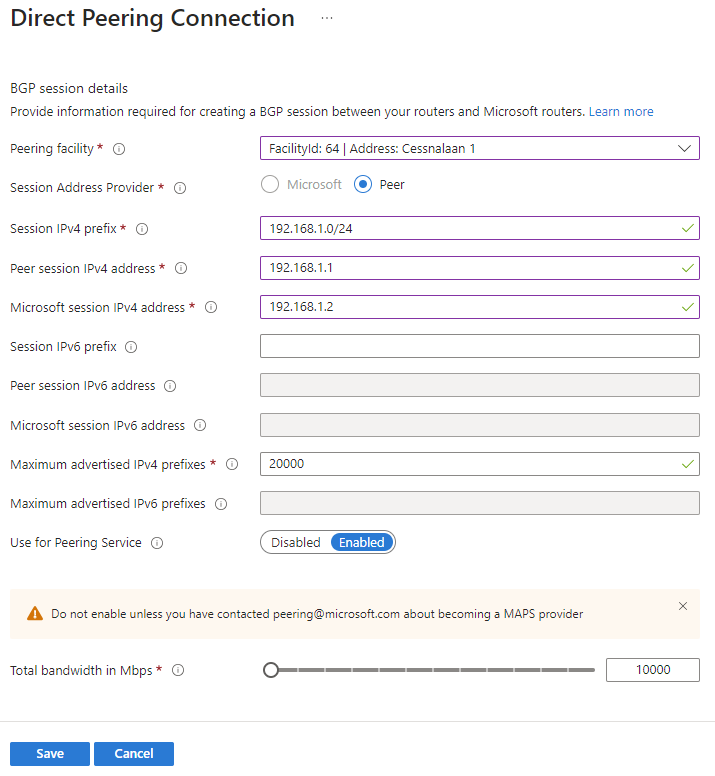 Direct Peering Connection ...
BGP session details
Provide information required for creating a BGP session between your routers and Microsoft routers. Learn more
Peering facility * FacilityId: 64 | Address: Cessnalaan 1
Session Address Provider * Microsoft Peer
Session IPv4 prefix * 192.168.1.0/24
Peer session IPv4 address * 192.168.1.1
Microsoft session IPv4 address * 192.168.1.2
Session IPv6 prefix
Peer session IPv6 address
Microsoft session IPv6 address
Maximum advertised IPv4 prefixes * 20000
Maximum advertised IPv6 prefixes
Use for Peering Service Disabled Enabled
Do not enable unless you have contacted peering@microsoft.com about becoming a MAPS provider
Total bandwidth in Mbps * 10000
Save Cancel